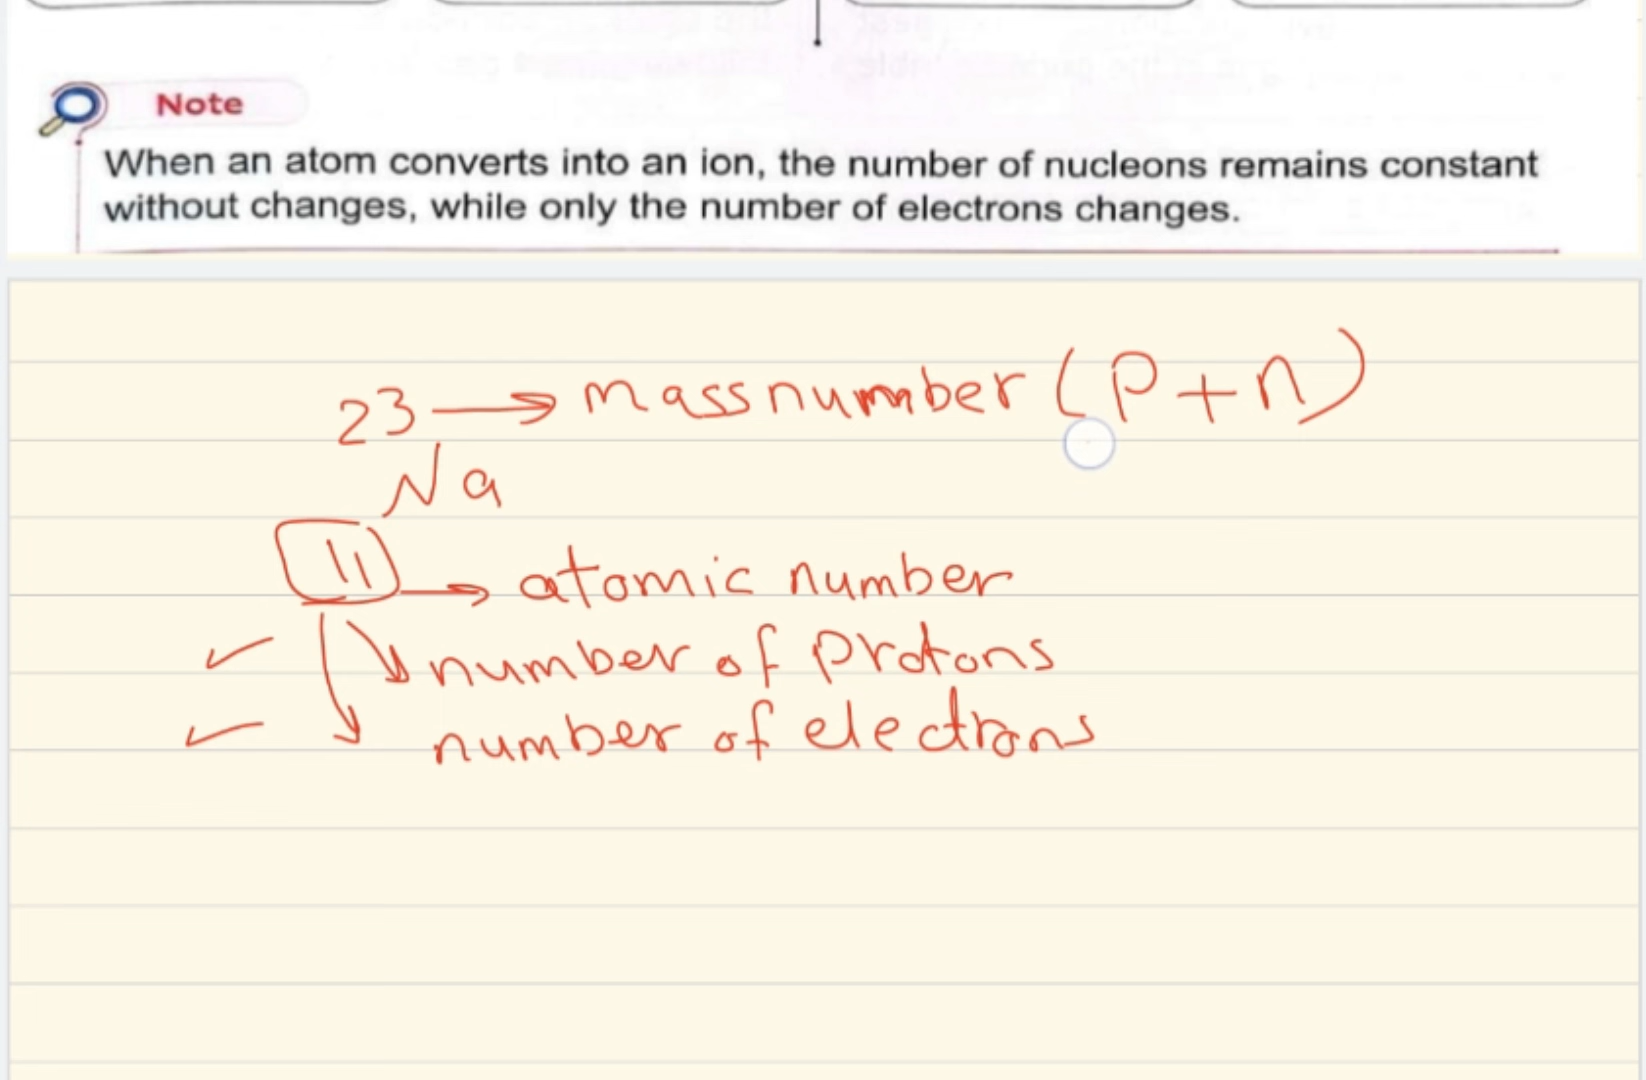 Note
When an atom converts into an ion, the number of nucleons remains constant
without changes, while only the number of electrons changes.
23 → mass number (P+n)
Na
11 → atomic number
number of protons
number of electrons